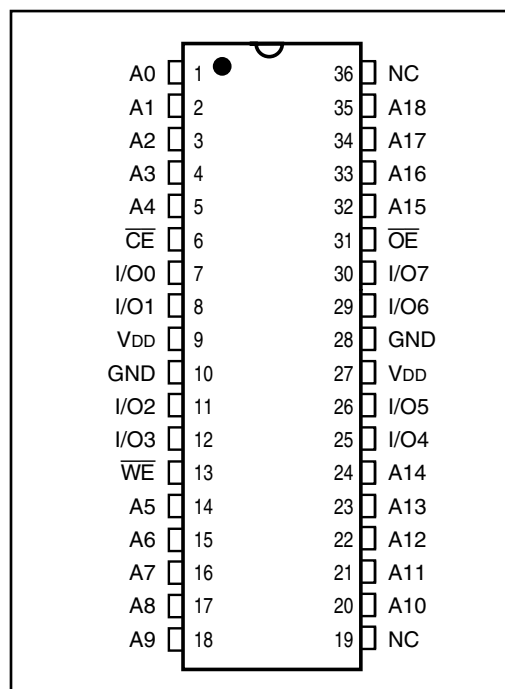 A0 1 36 NC
A1 2 35 A18
A2 3 34 A17
A3 4 33 A16
A4 5 32 A15
C̅E̅ 6 31 O̅E̅
I/O0 7 30 I/O7
I/O1 8 29 I/O6
VDD 9 28 GND
GND 10 27 VDD
I/O2 11 26 I/O5
I/O3 12 25 I/O4
W̅E̅ 13 24 A14
A5 14 23 A13
A6 15 22 A12
A7 16 21 A11
A8 17 20 A10
A9 18 19 NC